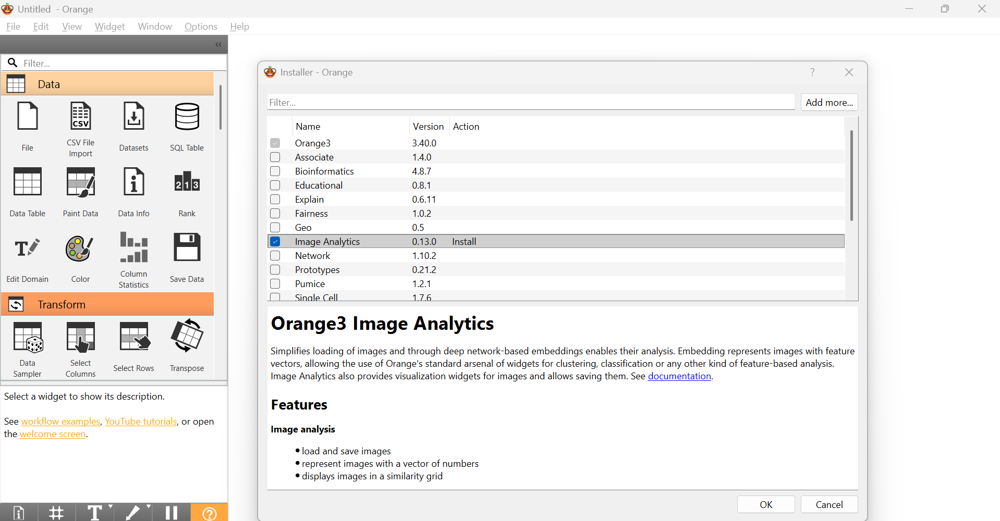 Untitled - Orange
File Edit View Widget Window Options Help
«
Filter...
Data
CSV
File
CSV File
Import
Datasets
SQL Table
2 1 3
Data Table
Paint Data
Data Info
Rank
Edit Domain
Color
Column
Statistics
Save Data
Transform
Data
Sampler
Select
Columns
Select Rows
Transpose
Select a widget to show its description.
See workflow examples, YouTube tutorials, or open
the welcome screen.
T
?
Installer - Orange
?
Filter...
Add more...
Name Version Action
Orange3 3.40.0
Associate 1.4.0
Bioinformatics 4.8.7
Educational 0.8.1
Explain 0.6.11
Fairness 1.0.2
Geo 0.5
Image Analytics 0.13.0 Install
Network 1.10.2
Prototypes 0.21.2
Pumice 1.2.1
Single Cell 1.7.6
Orange3 Image Analytics
Simplifies loading of images and through deep network-based embeddings enables their analysis. Embedding represents images with feature
vectors, allowing the use of Orange's standard arsenal of widgets for clustering, classification or any other kind of feature-based analysis.
Image Analytics also provides visualization widgets for images and allows saving them. See documentation.
Features
Image analysis
• load and save images
• represent images with a vector of numbers
• displays images in a similarity grid
OK
Cancel